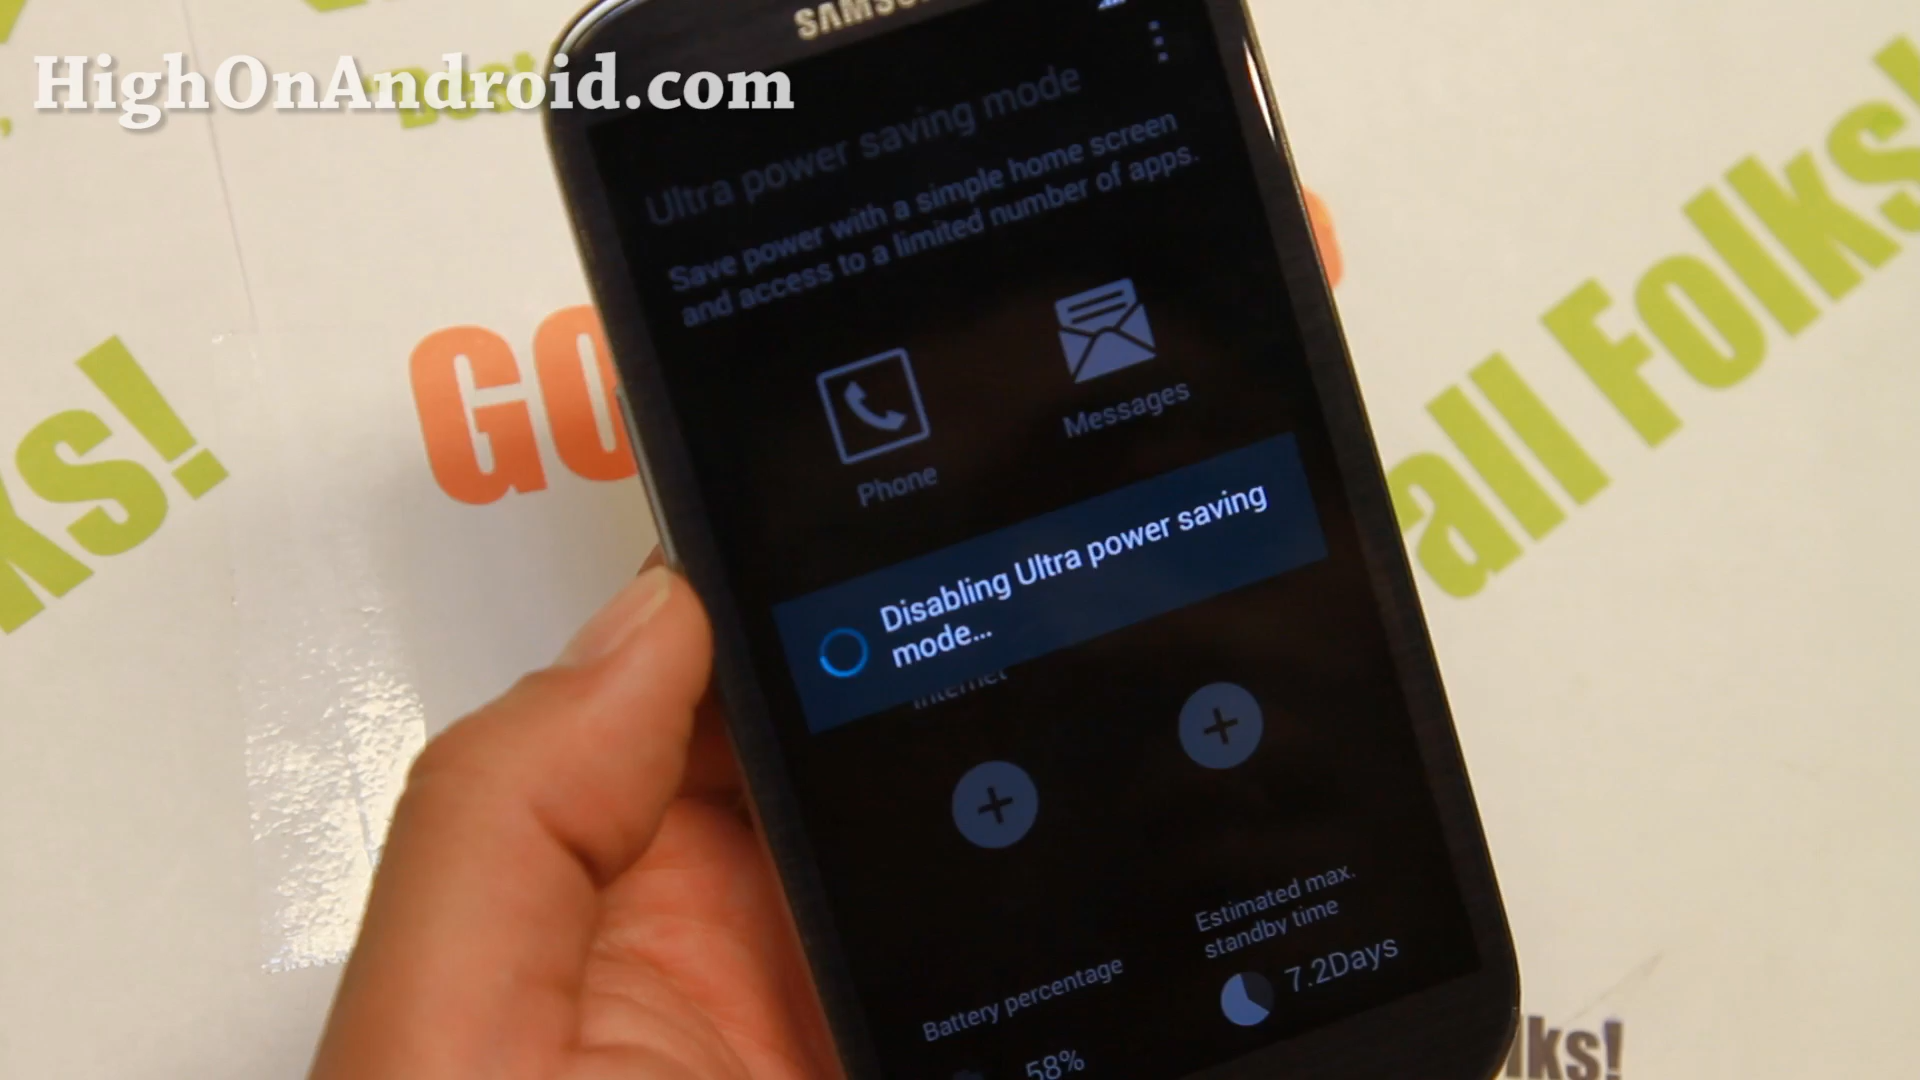 HighOnAndroid.com
SAMSUNG
Ultra power saving mode
Save power with a simple home screen
and access to a limited number of apps.
Phone
Messages
Disabling Ultra power saving
mode...
Internet
Estimated max.
standby time
7.2Days
Battery percentage
58%
ks!
GO
all Folks!
lks!